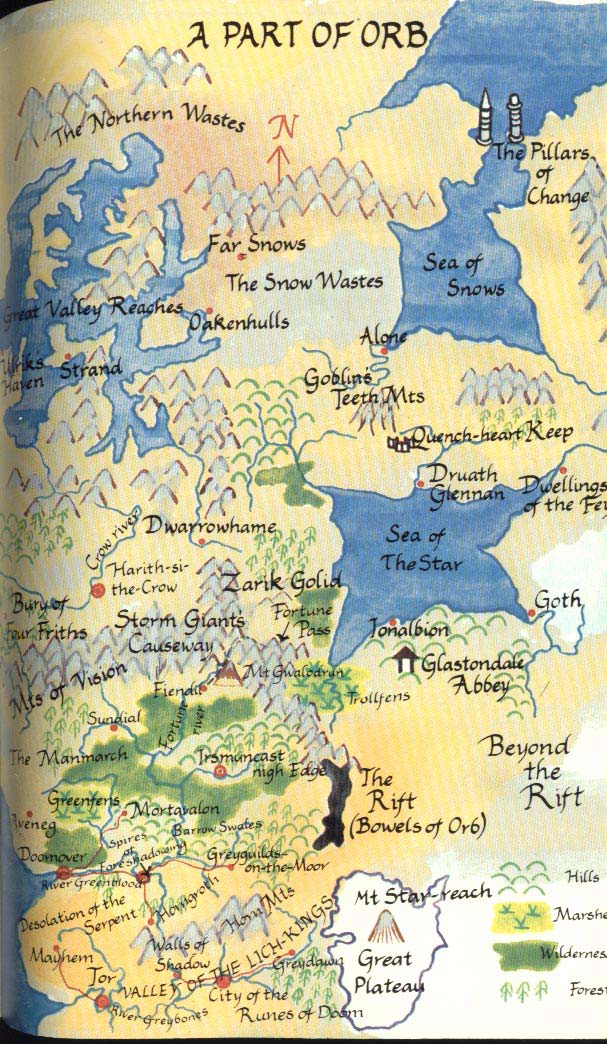 A PART OF ORB
The Northern Wastes
N
The Pillars
of
Change
Far Snows
The Snow Wastes
Sea of
Snows
Great Valley Reaches
Oakenhulls
Alone
Haven
Strand
Goblin's
Teeth Mts
Quench-heart Keep
Druath
Glennan
Dwellings
of the Fey
Crow river
Dwarrowhame
Sea of
The Star
Harith-si-
the-Crow
Zarik Golid
Bury of
Four Friths
Storm Giant's
Causeway
Fortune
Pass
Jonalbion
Goth
Mts of Vision
Mt Gwalodrun
Glastondale
Abbey
Fiendil
Trollfens
Fortune
river
Sundial
The Manmarch
Irsmuncast
nigh Edge
The
Rift
(Bowels of Orb)
Beyond
the
Rift
Greenfens
Mortavalon
Aveneg
Spires
of
Foreshadowing
Barrow Swales
Doomover
Greyguilds-
on-the-Moor
River Greenblood
Hills
Desolation of the
Serpent
Horn Mts
Mt Star-reach
Marshes
Walls of
Shadow
Great
Plateau
Wilderness
Mayhem
Tor
VALLEY OF THE LICH-KINGS
Greydawn
City of the
Runes of Doom
River Greybones
Forest